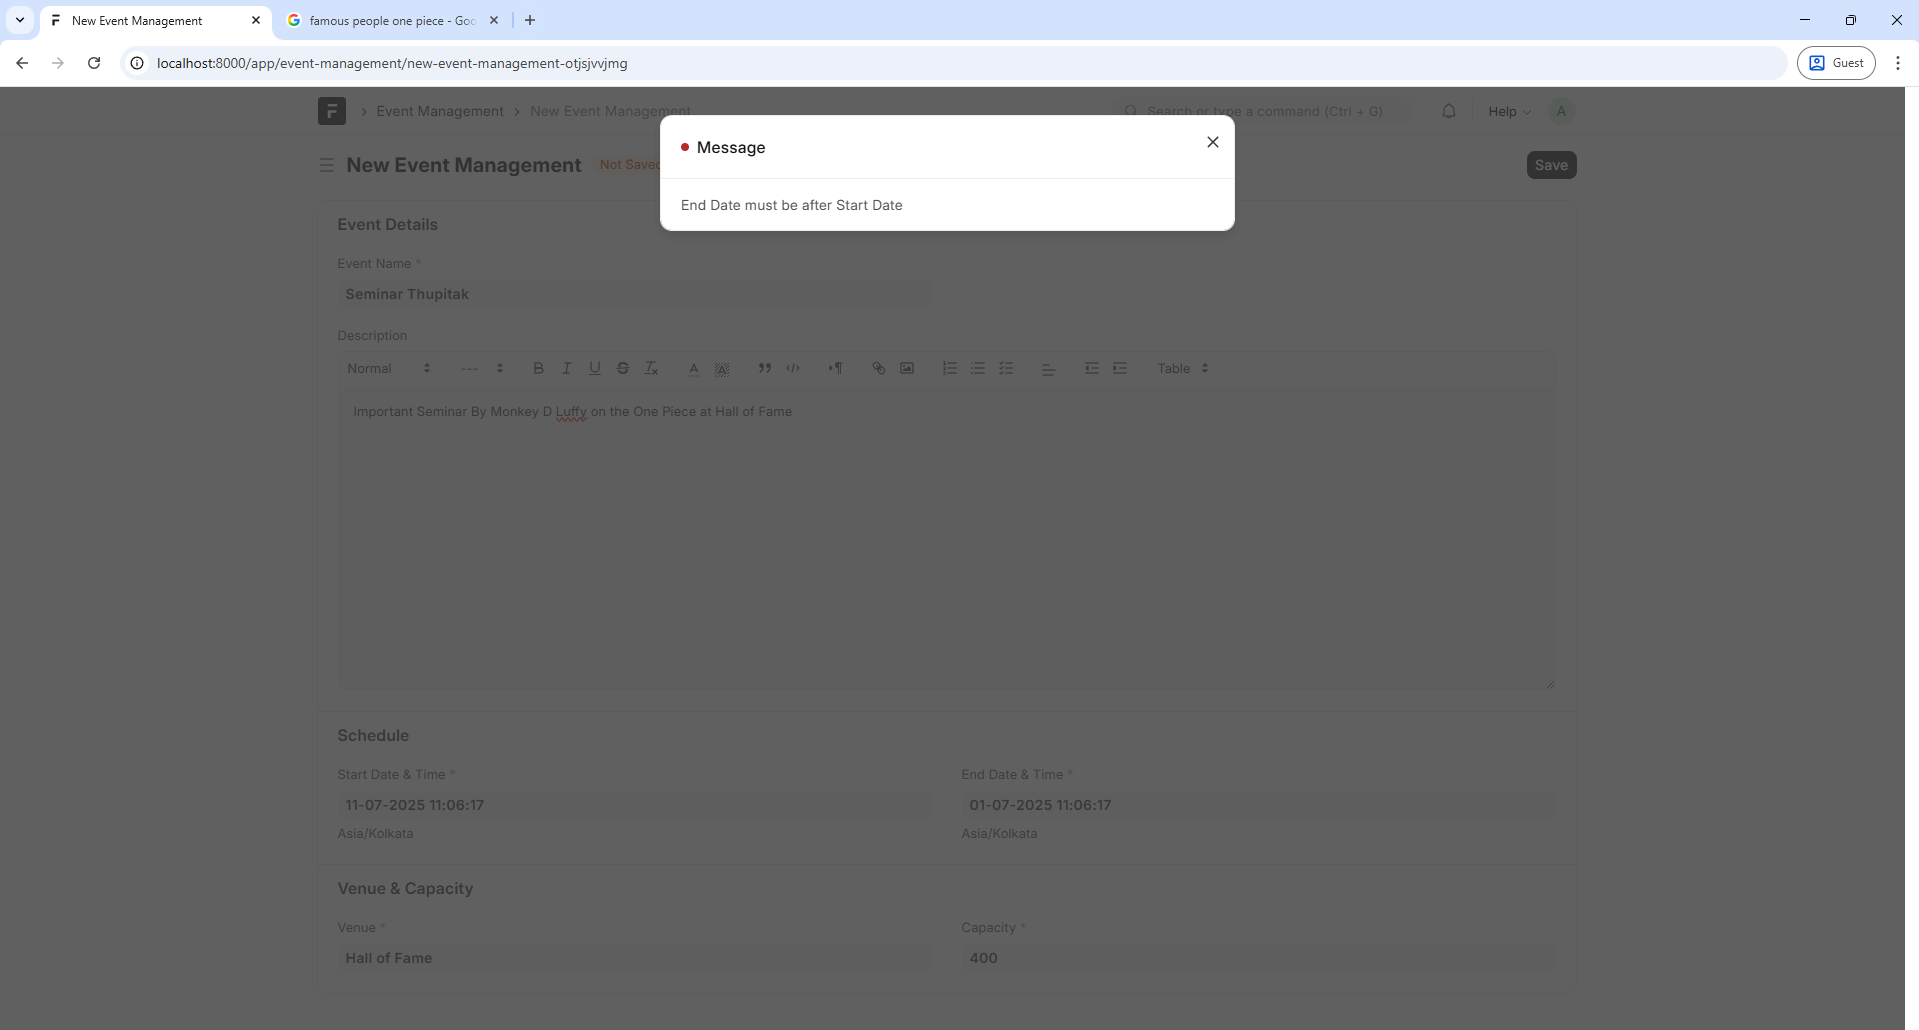 New Event Management
famous people one piece - Goo
localhost:8000/app/event-management/new-event-management-otjsjvvjmg
Guest
Event Management
New Event Management
Search or type a command (Ctrl + G)
Help
A
Message
End Date must be after Start Date
New Event Management
Not Saved
Save
Event Details
Event Name *
Seminar Thupitak
Description
Normal
---
Table
Important Seminar By Monkey D Luffy on the One Piece at Hall of Fame
Schedule
Start Date & Time *
End Date & Time *
11-07-2025 11:06:17
01-07-2025 11:06:17
Asia/Kolkata
Asia/Kolkata
Venue & Capacity
Venue *
Capacity *
Hall of Fame
400